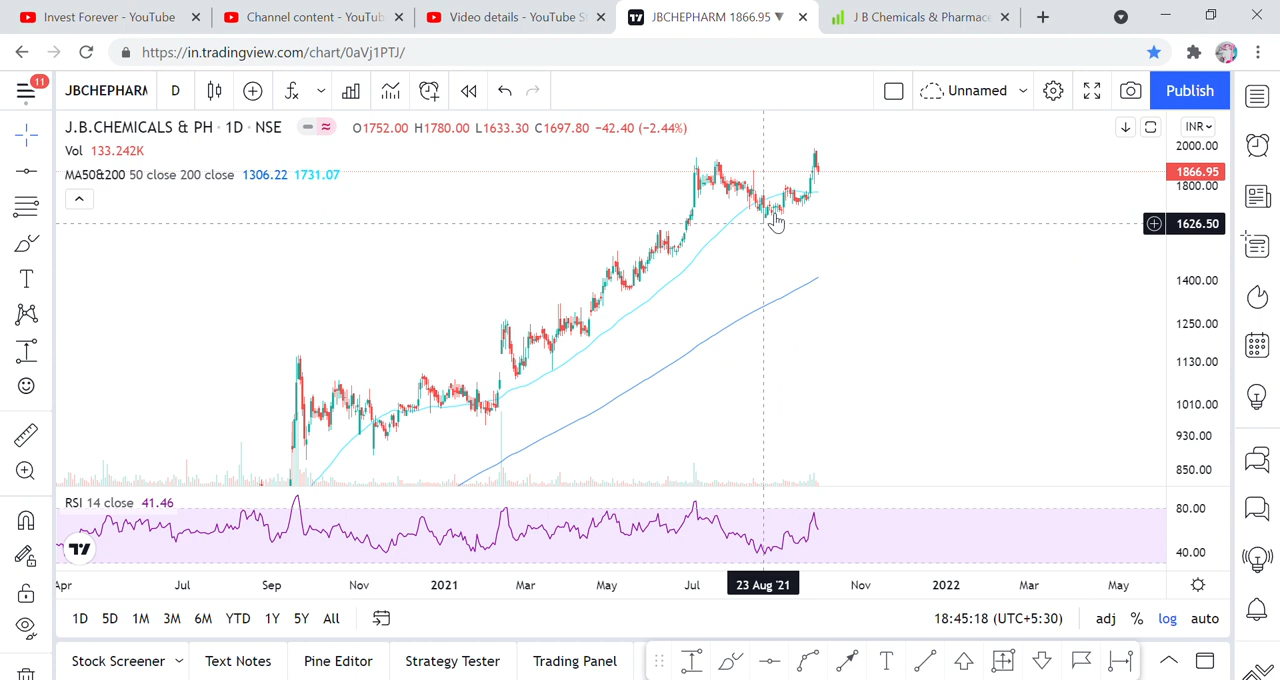 Invest Forever - YouTube
Channel content - YouTub
Video details - YouTube S
JBCHEPHARM 1866.95 ▼
J B Chemicals & Pharmace
https://in.tradingview.com/chart/0aVj1PTJ/
11
JBCHEPHARM
D
Unnamed
Publish
J.B.CHEMICALS & PH · 1D · NSE
O1752.00 H1780.00 L1633.30 C1697.80 −42.40 (−2.44%)
INR
Vol 133.242K
MA50&200 50 close 200 close 1306.22 1731.07
2000.00
1866.95
1800.00
1626.50
1400.00
1250.00
1130.00
1010.00
930.00
850.00
RSI 14 close 41.46
80.00
40.00
Apr
Jul
Sep
Nov
2021
Mar
May
Jul
23 Aug '21
Nov
2022
Mar
May
1D 5D 1M 3M 6M YTD 1Y 5Y All
18:45:18 (UTC+5:30)
adj % log auto
Stock Screener
Text Notes
Pine Editor
Strategy Tester
Trading Panel